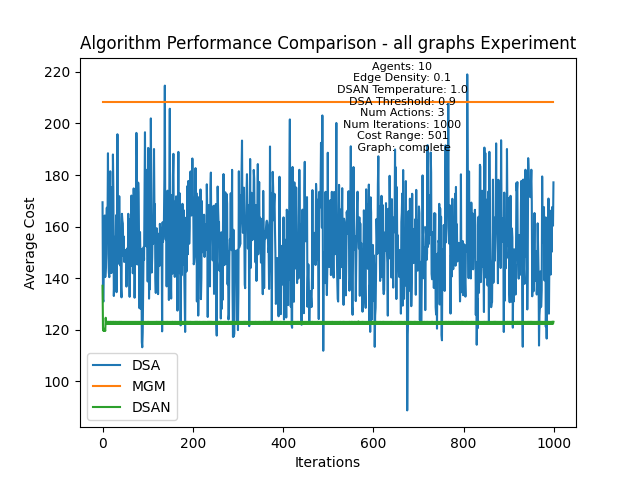 Algorithm Performance Comparison - all graphs Experiment
Agents: 10
Edge Density: 0.1
DSAN Temperature: 1.0
DSA Threshold: 0.9
Num Actions: 3
Num Iterations: 1000
Cost Range: 501
Graph: complete
Average Cost
220
200
180
160
140
120
100
DSA
MGM
DSAN
0 200 400 600 800 1000
Iterations